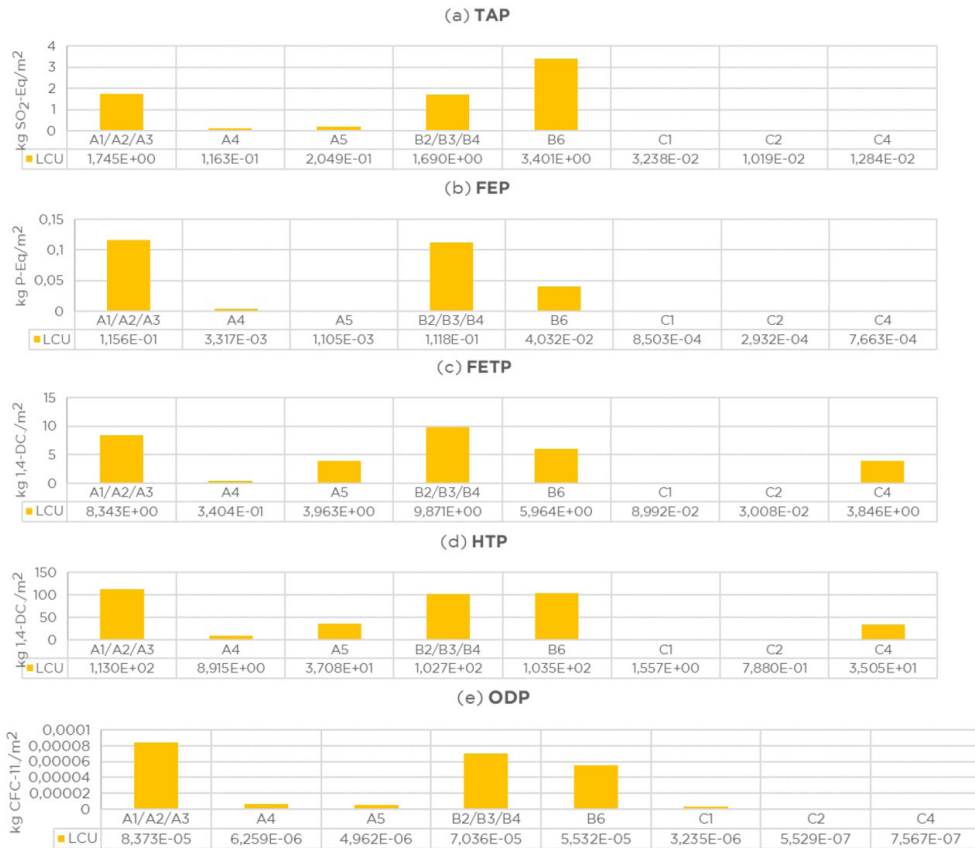 (a) TAP
kg SO2-Eq/m²
4
3
2
1
0
A1/A2/A3 A4 A5 B2/B3/B4 B6 C1 C2 C4
LCU 1,745E+00 1,163E-01 2,049E-01 1,690E+00 3,401E+00 3,238E-02 1,019E-02 1,284E-02
(b) FEP
kg P-Eq/m²
0,15
0,1
0,05
0
A1/A2/A3 A4 A5 B2/B3/B4 B6 C1 C2 C4
LCU 1,156E-01 3,317E-03 1,105E-03 1,118E-01 4,032E-02 8,503E-04 2,932E-04 7,663E-04
(c) FETP
kg 1,4-DC./m²
15
10
5
0
A1/A2/A3 A4 A5 B2/B3/B4 B6 C1 C2 C4
LCU 8,343E+00 3,404E-01 3,963E+00 9,871E+00 5,964E+00 8,992E-02 3,008E-02 3,846E+00
(d) HTP
kg 1,4-DC./m²
150
100
50
0
A1/A2/A3 A4 A5 B2/B3/B4 B6 C1 C2 C4
LCU 1,130E+02 8,915E+00 3,708E+01 1,027E+02 1,035E+02 1,557E+00 7,880E-01 3,505E+01
(e) ODP
kg CFC-11./m²
0,0001
0,00008
0,00006
0,00004
0,00002
0
A1/A2/A3 A4 A5 B2/B3/B4 B6 C1 C2 C4
LCU 8,373E-05 6,259E-06 4,962E-06 7,036E-05 5,532E-05 3,235E-06 5,529E-07 7,567E-07